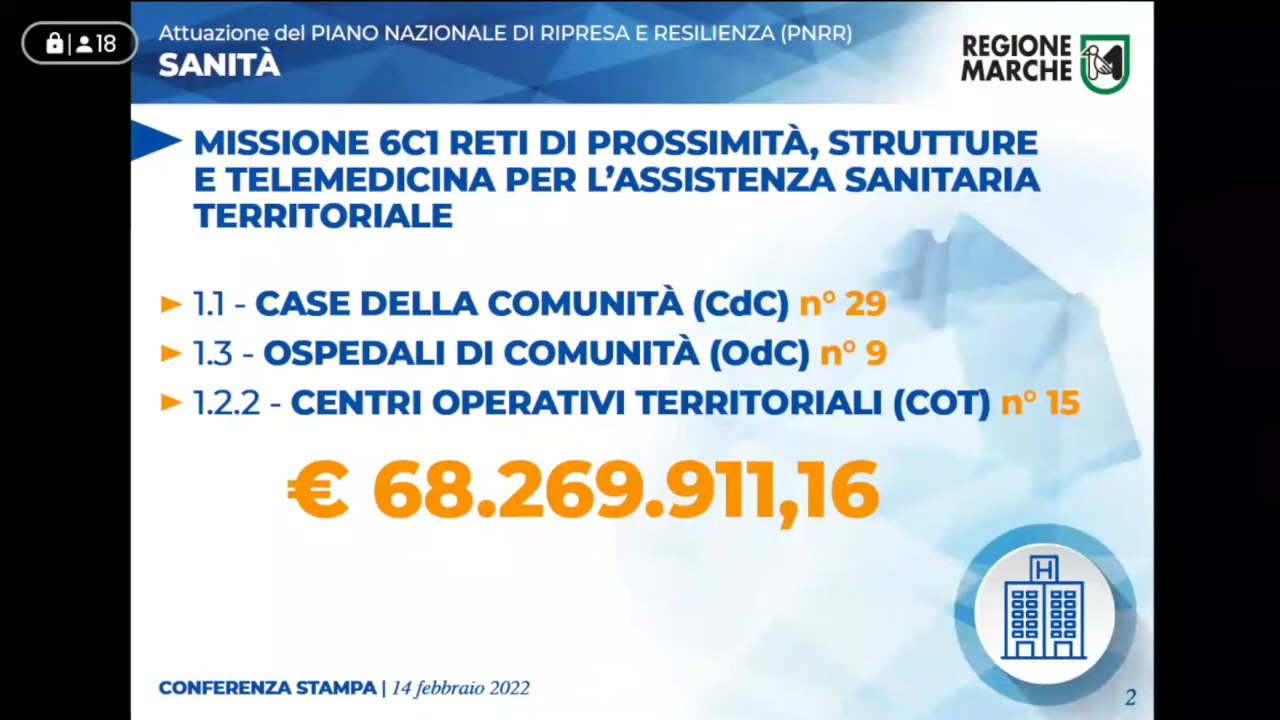 18
Attuazione del PIANO NAZIONALE DI RIPRESA E RESILIENZA (PNRR)
SANITÀ
REGIONE
MARCHE
MISSIONE 6C1 RETI DI PROSSIMITÀ, STRUTTURE
E TELEMEDICINA PER L’ASSISTENZA SANITARIA
TERRITORIALE
1.1 - CASE DELLA COMUNITÀ (CdC) n° 29
1.3 - OSPEDALI DI COMUNITÀ (OdC) n° 9
1.2.2 - CENTRI OPERATIVI TERRITORIALI (COT) n° 15
€ 68.269.911,16
H
CONFERENZA STAMPA | 14 febbraio 2022
2